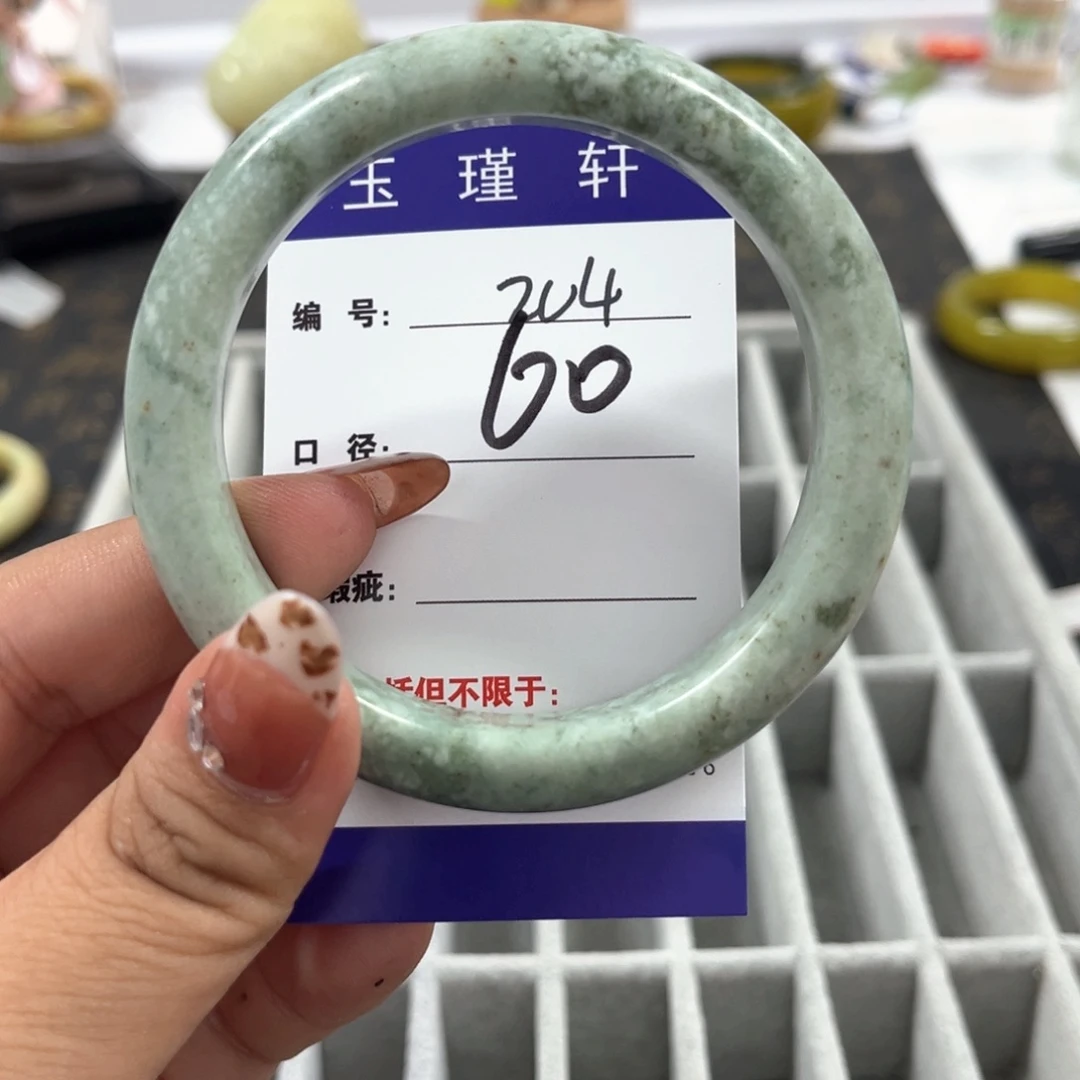 玉 瑾 轩
编 号: 204
60
口 径:
瑕疵:
括但不限于: